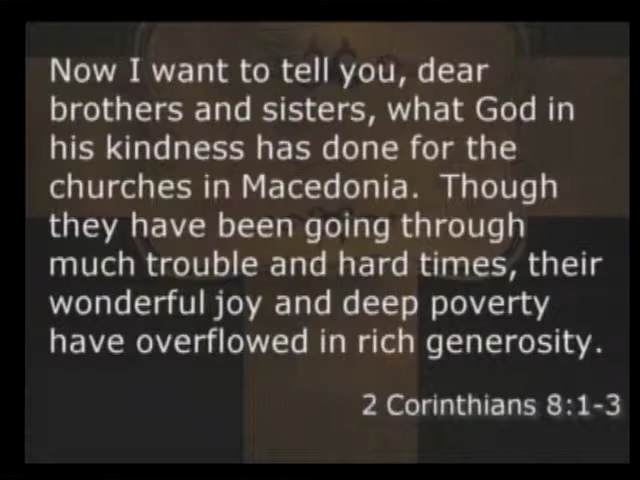 Now I want to tell you, dear
brothers and sisters, what God in
his kindness has done for the
churches in Macedonia.  Though
they have been going through
much trouble and hard times, their
wonderful joy and deep poverty
have overflowed in rich generosity.
2 Corinthians 8:1-3